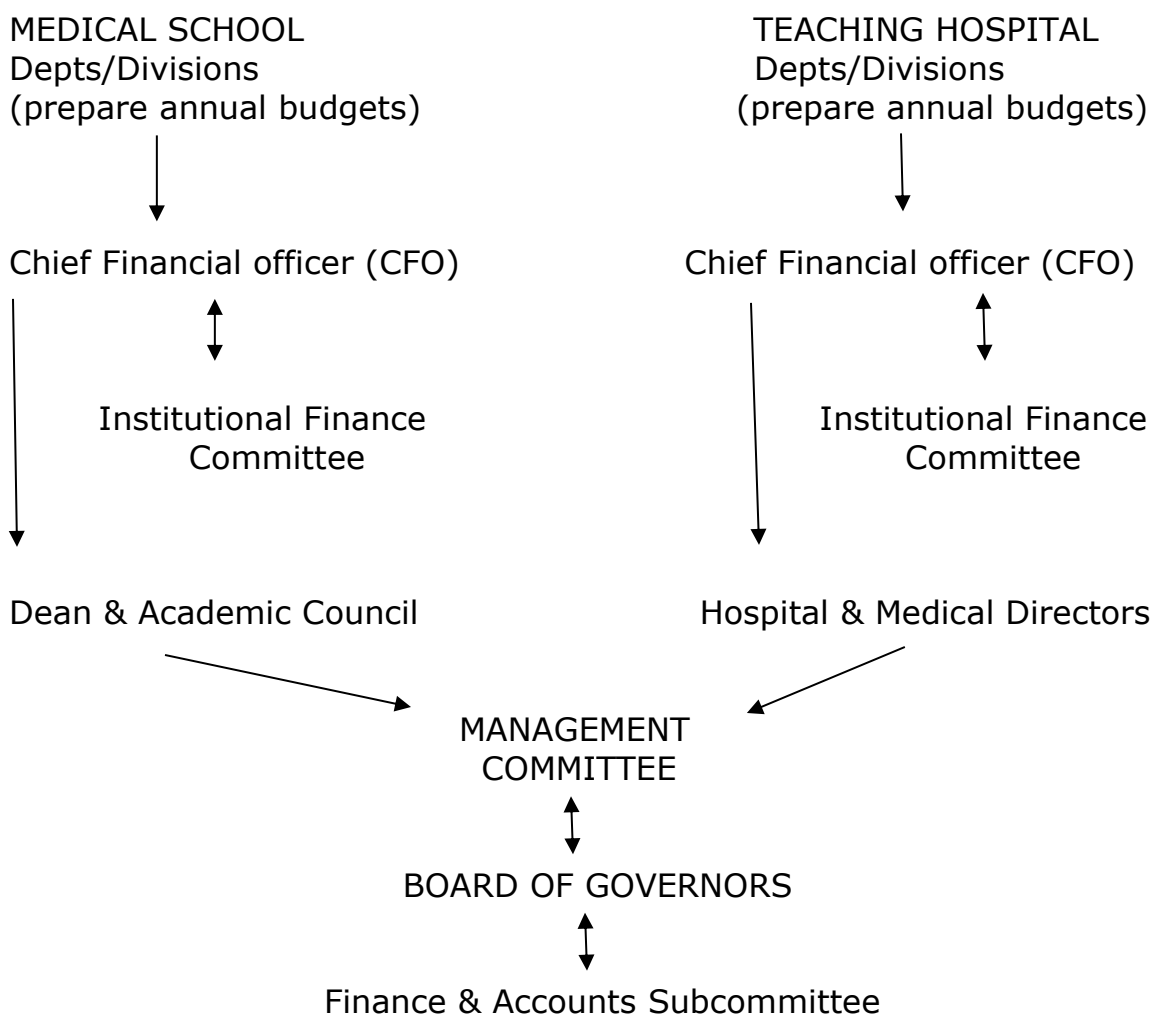 MEDICAL SCHOOL
Depts/Divisions
(prepare annual budgets)
TEACHING HOSPITAL
Depts/Divisions
(prepare annual budgets)
Chief Financial officer (CFO)
Chief Financial officer (CFO)
Institutional Finance
Committee
Institutional Finance
Committee
Dean & Academic Council
Hospital & Medical Directors
MANAGEMENT
COMMITTEE
BOARD OF GOVERNORS
Finance & Accounts Subcommittee